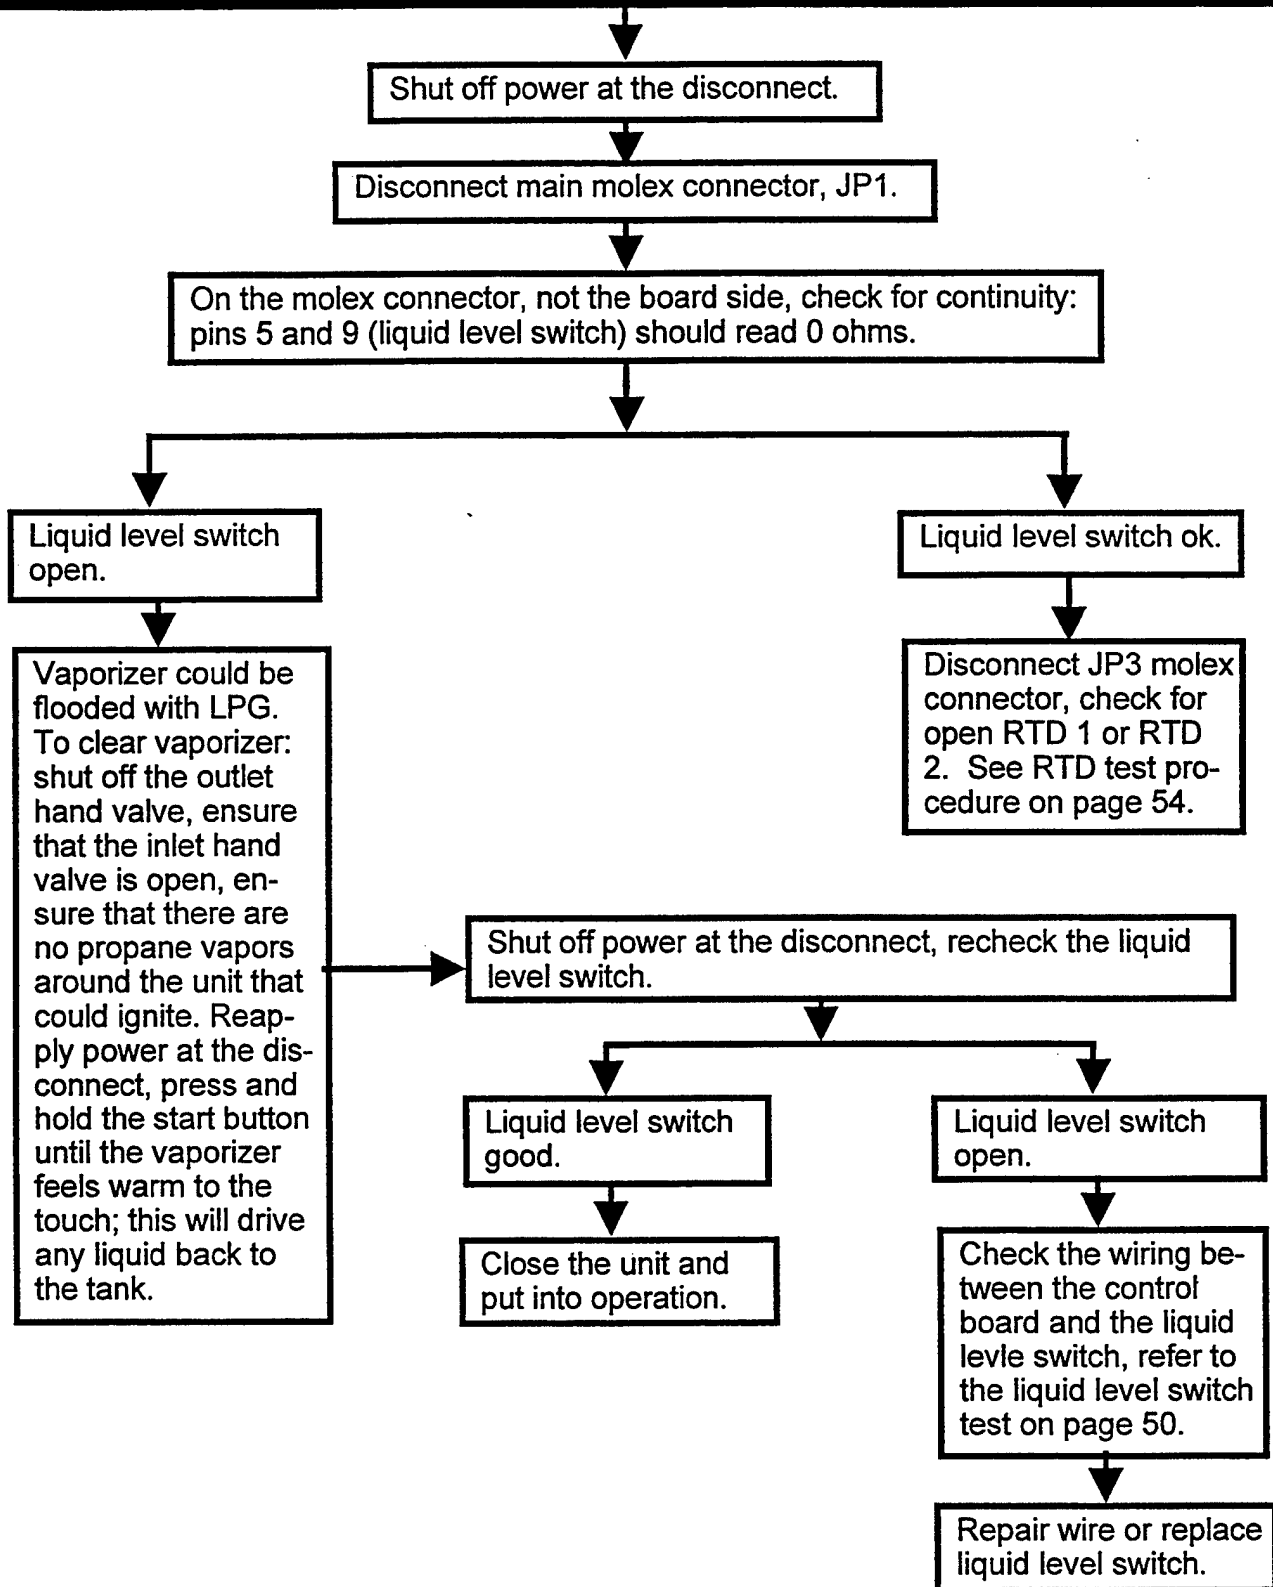 Shut off power at the disconnect.
Disconnect main molex connector, JP1.
On the molex connector, not the board side, check for continuity:
pins 5 and 9 (liquid level switch) should read 0 ohms.
Liquid level switch
open.
Liquid level switch ok.
Vaporizer could be
flooded with LPG.
To clear vaporizer:
shut off the outlet
hand valve, ensure
that the inlet hand
valve is open, en-
sure that there are
no propane vapors
around the unit that
could ignite. Reap-
ply power at the dis-
connect, press and
hold the start button
until the vaporizer
feels warm to the
touch; this will drive
any liquid back to
the tank.
Disconnect JP3 molex
connector, check for
open RTD 1 or RTD
2. See RTD test pro-
cedure on page 54.
Shut off power at the disconnect, recheck the liquid
level switch.
Liquid level switch
good.
Liquid level switch
open.
Close the unit and
put into operation.
Check the wiring be-
tween the control
board and the liquid
levle switch, refer to
the liquid level switch
test on page 50.
Repair wire or replace
liquid level switch.